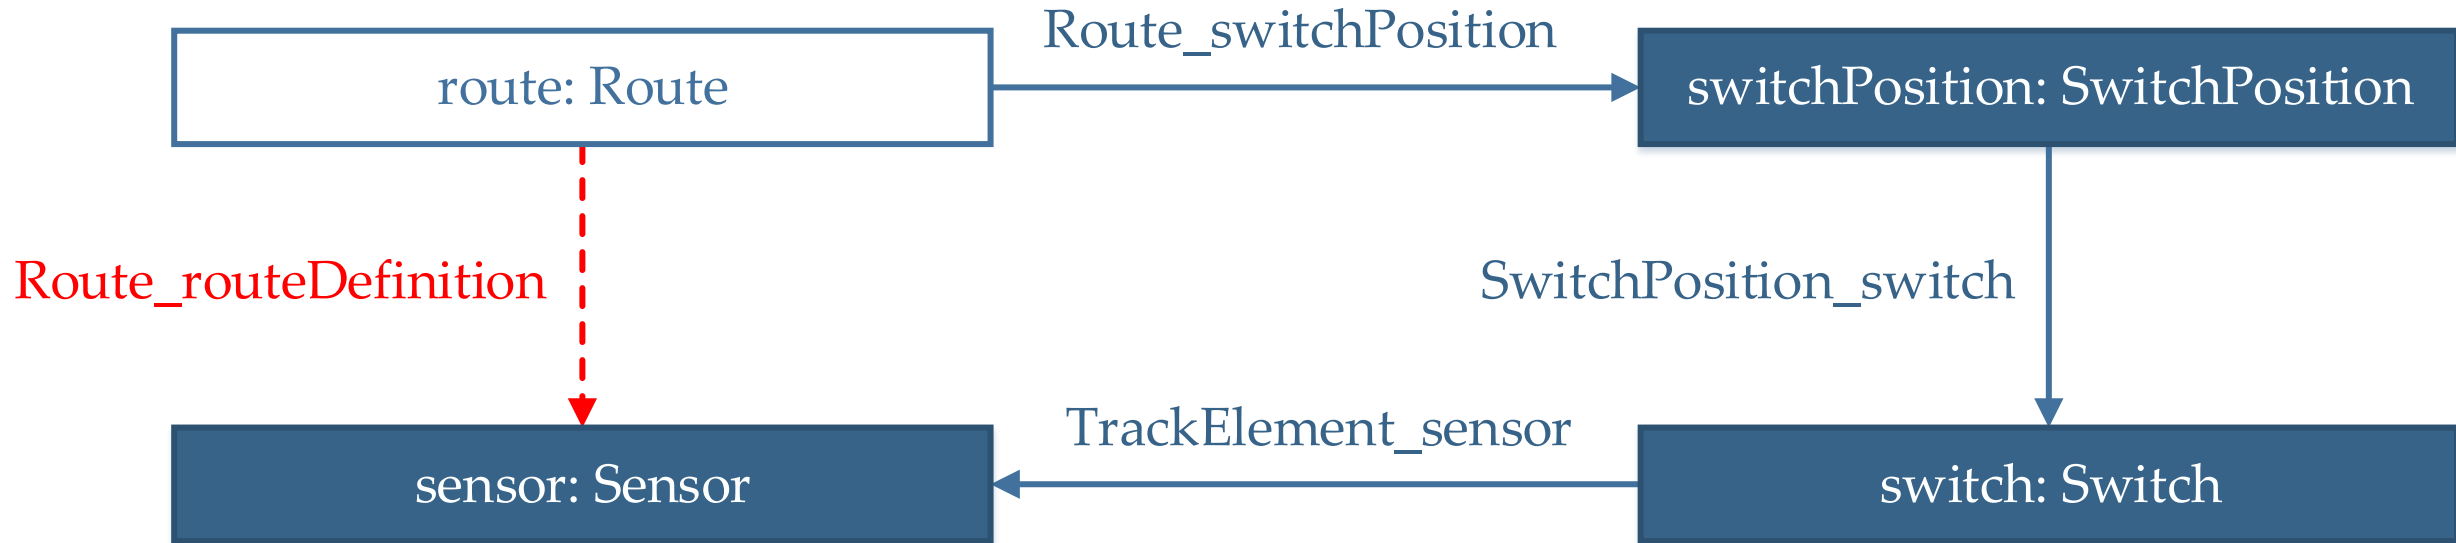 Route_switchPosition
route: Route
switchPosition: SwitchPosition
Route_routeDefinition
SwitchPosition_switch
TrackElement_sensor
sensor: Sensor
switch: Switch